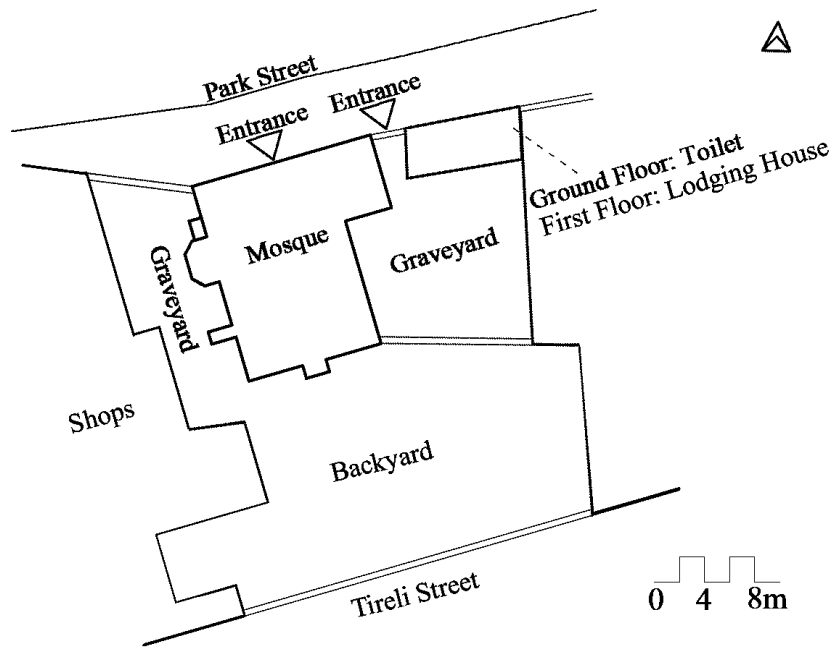 Park Street
Entrance
Entrance
Ground Floor: Toilet
First Floor: Lodging House
Mosque
Graveyard
Graveyard
Shops
Backyard
Tireli Street
0 4 8m